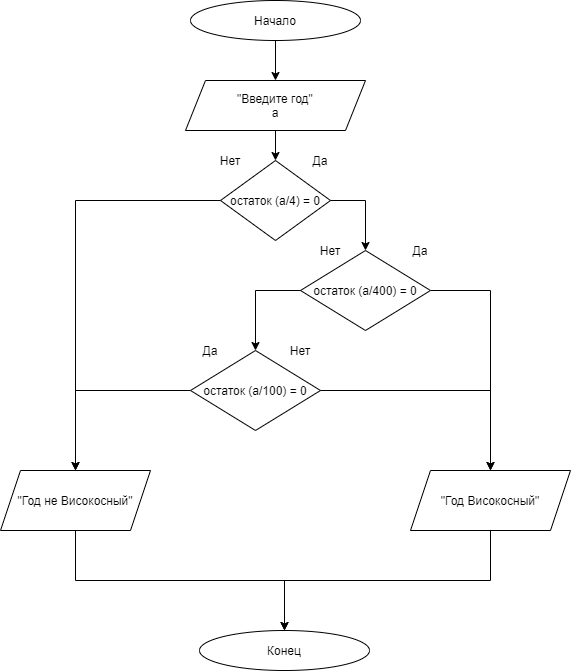 Начало
"Введите год"
a
Нет
Да
остаток (a/4) = 0
Нет
Да
остаток (a/400) = 0
Да
Нет
остаток (a/100) = 0
"Год не Високосный"
"Год Високосный"
Конец